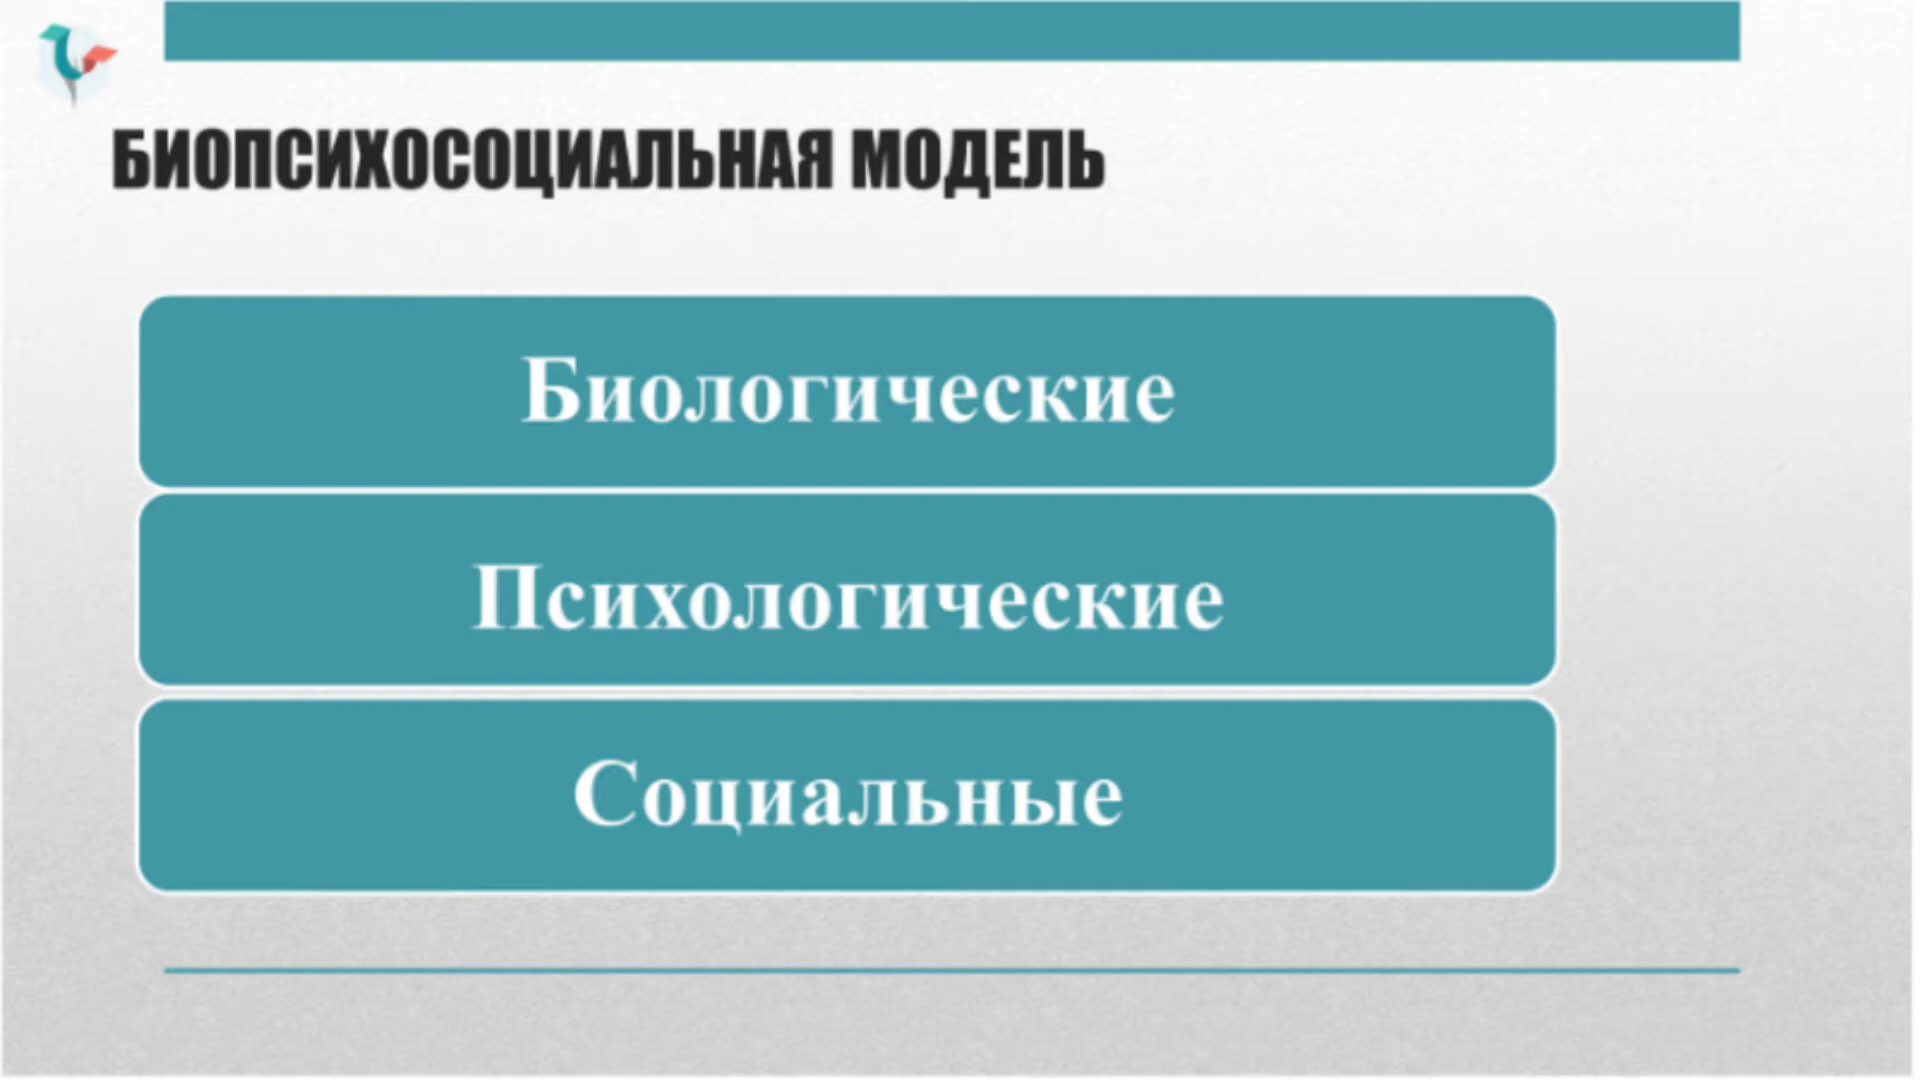 БИОПСИХОСОЦИАЛЬНАЯ МОДЕЛЬ
Биологические
Психологические
Социальные